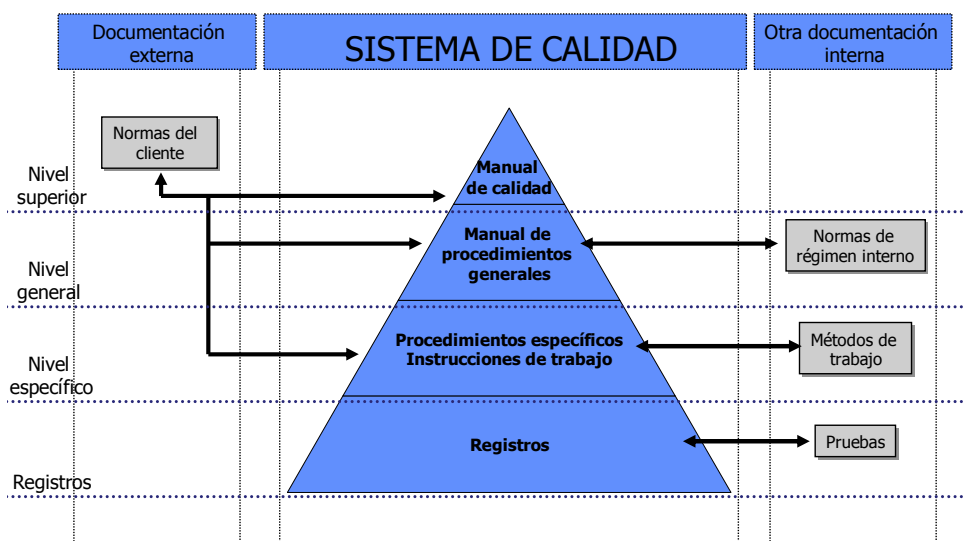 Documentación
externa
SISTEMA DE CALIDAD
Otra documentación
interna
Normas del
cliente
Nivel
superior
Manual
de calidad
Manual de
procedimientos
generales
Normas de
régimen interno
Nivel
general
Procedimientos específicos
Instrucciones de trabajo
Métodos de
trabajo
Nivel
específico
Registros
Pruebas
Registros